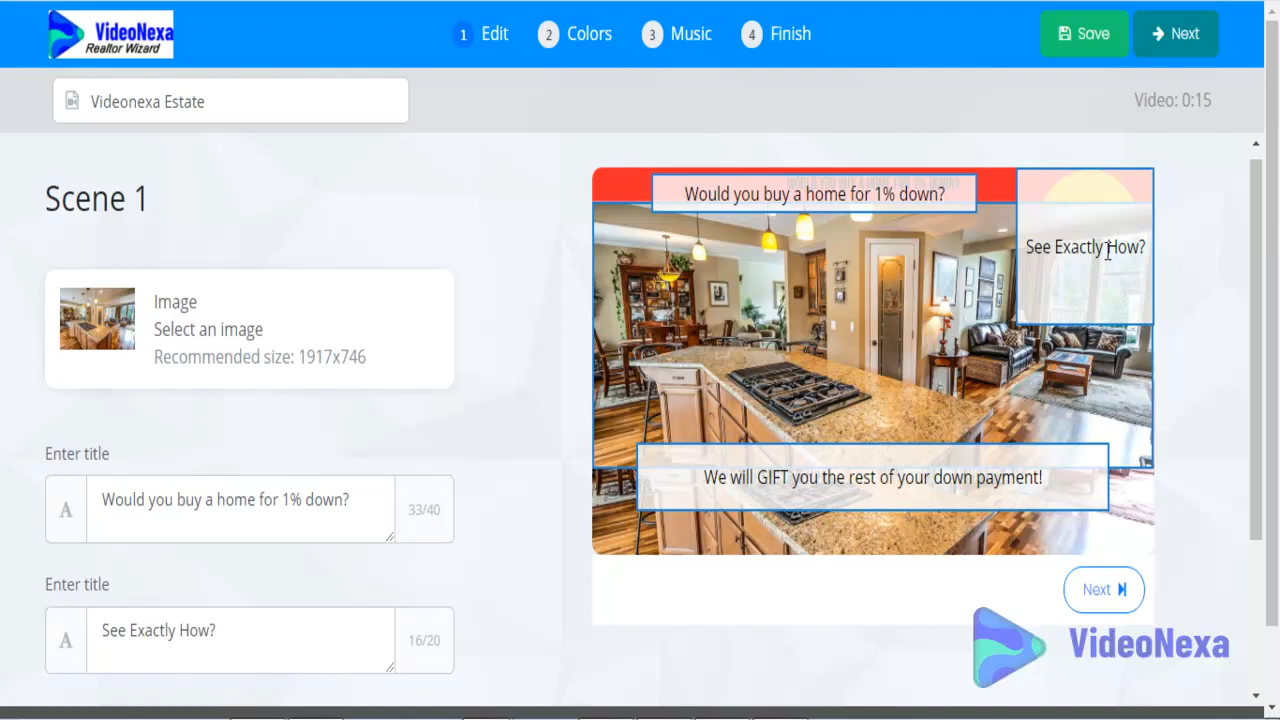 VideoNexa
Realtor Wizard
1 Edit
2 Colors
3 Music
4 Finish
Save
Next
Videonexa Estate
Video: 0:15
Scene 1
Image
Select an image
Recommended size: 1917x746
Enter title
A
Would you buy a home for 1% down?
33/40
Enter title
A
See Exactly How?
16/20
Would you buy a home for 1% down?
See Exactly How?
We will GIFT you the rest of your down payment!
Next
VideoNexa